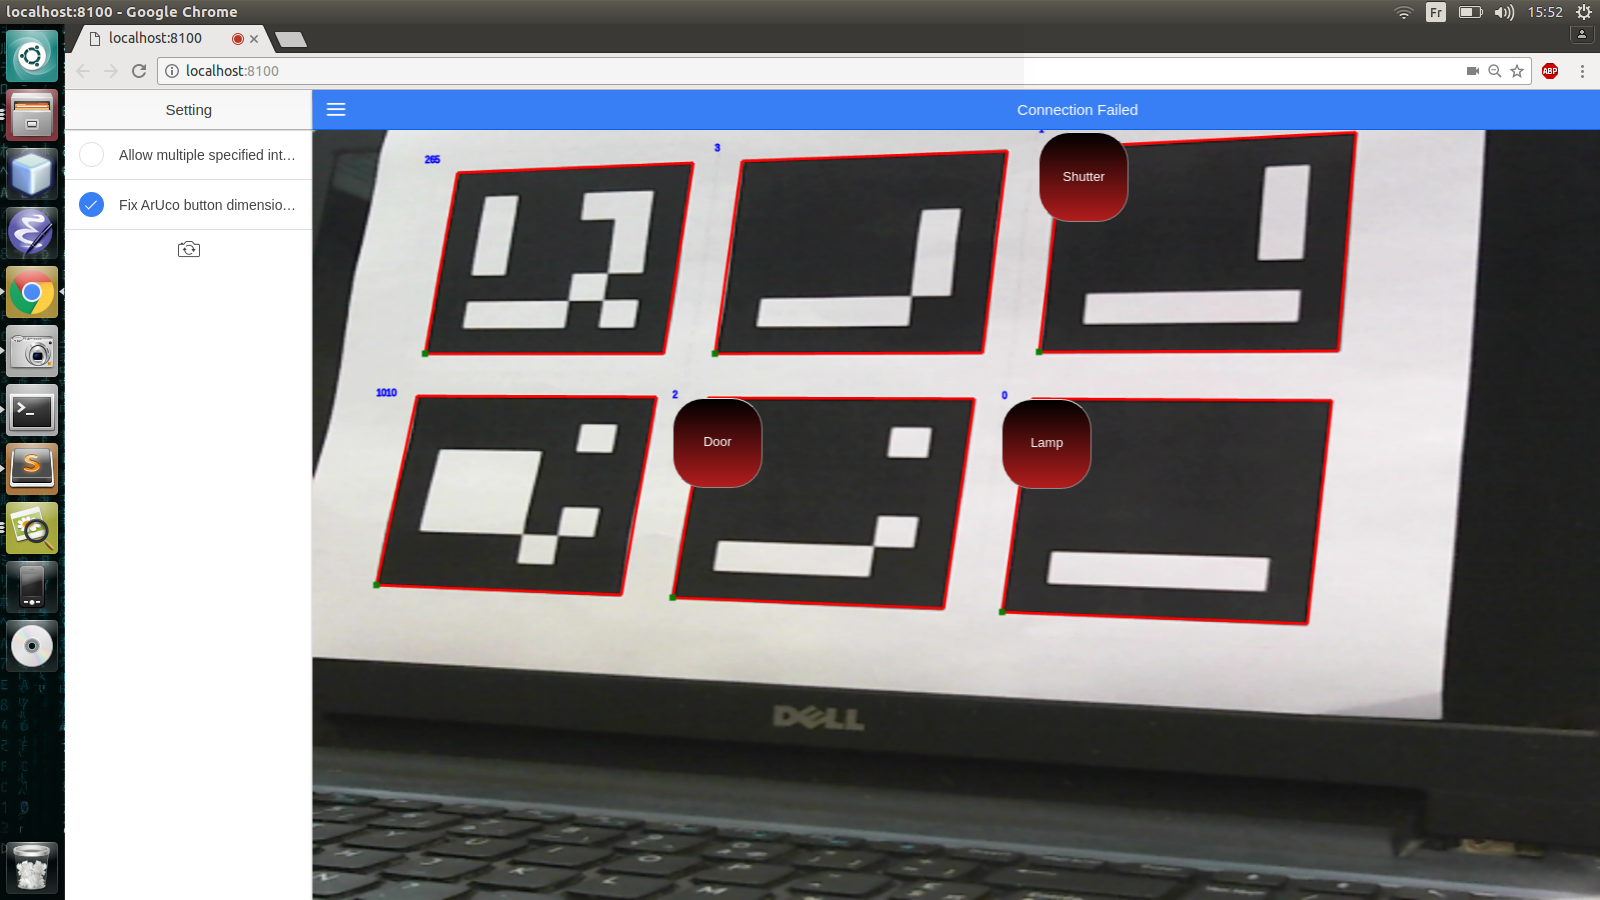 localhost:8100 - Google Chrome
Fr
15:52
localhost:8100
localhost:8100
ABP
Setting
Connection Failed
Allow multiple specified int...
Fix ArUco button dimensio...
265
3
Shutter
1010
2
0
Door
Lamp
DELL